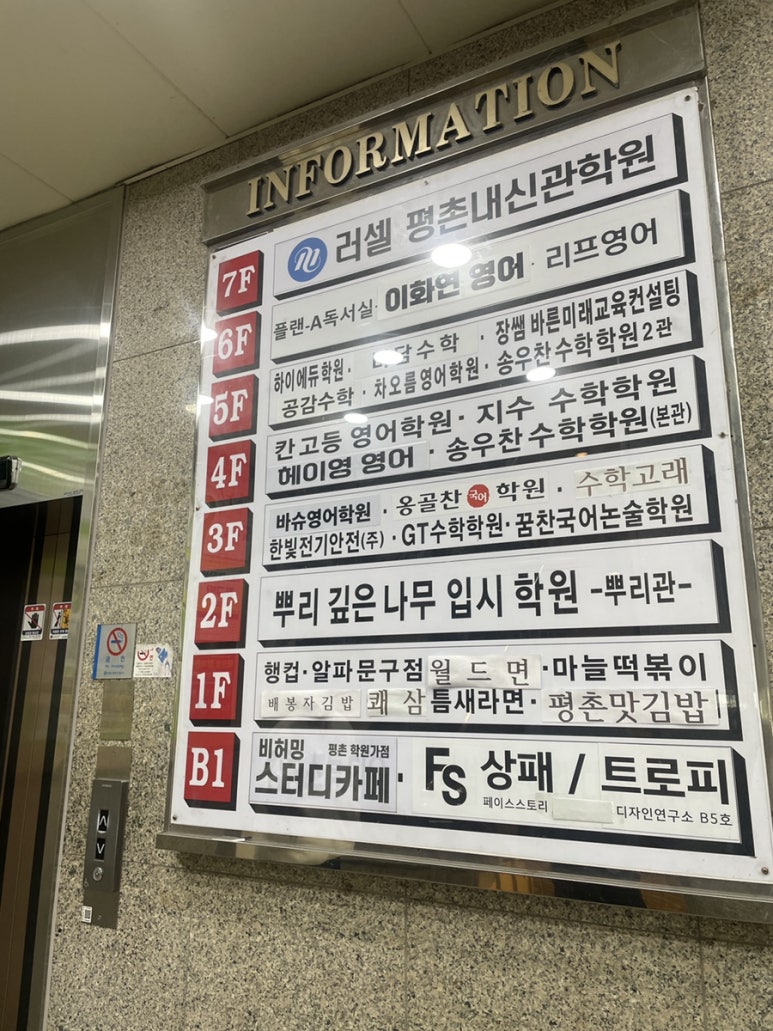 INFORMATION
7F
러셀 평촌내신관학원
6F
플랜-A독서실· 이화연 영어· 리프영어
5F
하이에듀학원· 수학 · 장쌤 바른미래교육컨설팅
공감수학 · 차오름영어학원 · 송우찬수학학원2관
4F
칸고등영어학원· 지수 수학학원
헤이영 영어 · 송우찬수학학원(본관)
3F
바슈영어학원 · 옹골찬 국어 학원 · 수학고래
한빛전기안전(주) · GT수학학원 · 꿈찬국어논술학원
2F
뿌리 깊은 나무 입시 학원 -뿌리관-
1F
행컵·알파문구점 월드면·마늘떡볶이
배봉자김밥 쾌삼 틈새라면· 평촌맛김밥
B1
비허밍 평촌 학원가점
스터디카페· FS 상패 / 트로피
페이스스토리 디자인연구소 B5호
금연